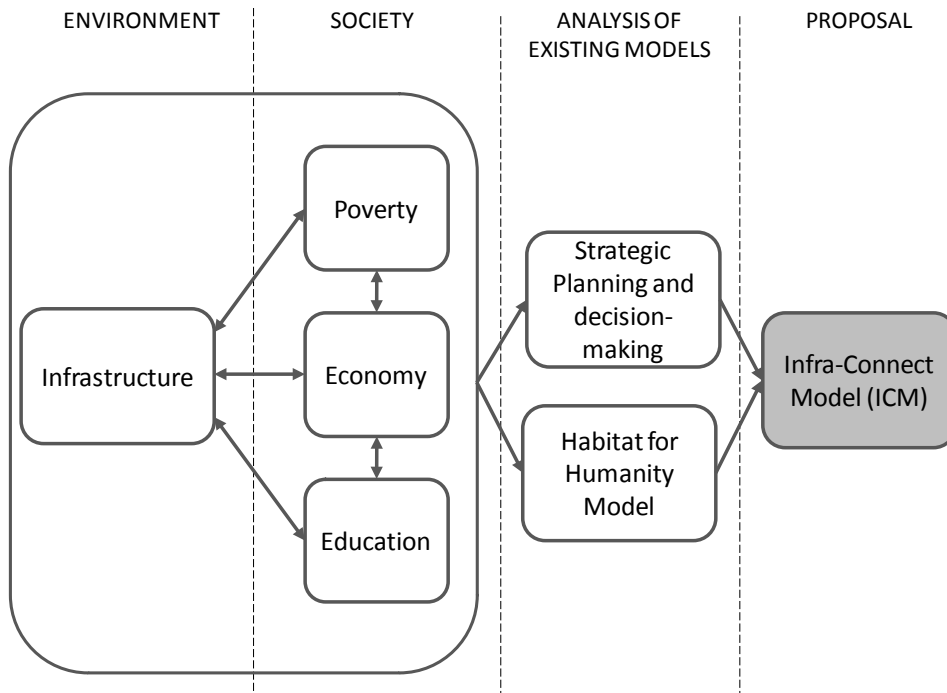 ENVIRONMENT
SOCIETY
ANALYSIS OF
EXISTING MODELS
PROPOSAL
Poverty
Infrastructure
Economy
Education
Strategic
Planning and
decision-
making
Habitat for
Humanity
Model
Infra-Connect
Model (ICM)